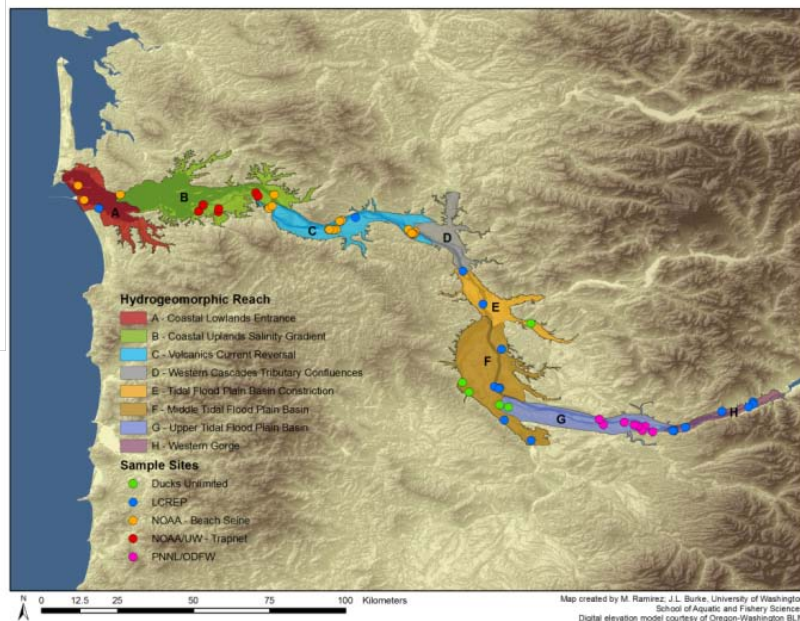 A
B
C
D
E
F
G
H
Hydrogeomorphic Reach
A - Coastal Lowlands Entrance
B - Coastal Uplands Salinity Gradient
C - Volcanics Current Reversal
D - Western Cascades Tributary Confluences
E - Tidal Flood Plain Basin Constriction
F - Middle Tidal Flood Plain Basin
G - Upper Tidal Flood Plain Basin
H - Western Gorge
Sample Sites
Ducks Unlimited
LCREP
NOAA - Beach Seine
NOAA/UW - Trapnet
PNNL/ODFW
N
0 12.5 25 50 75 100 Kilometers
Map created by M. Ramirez; J.L. Burke, University of Washingto
School of Aquatic and Fishery Science
Digital elevation model courtesy of Oregon-Washington BL